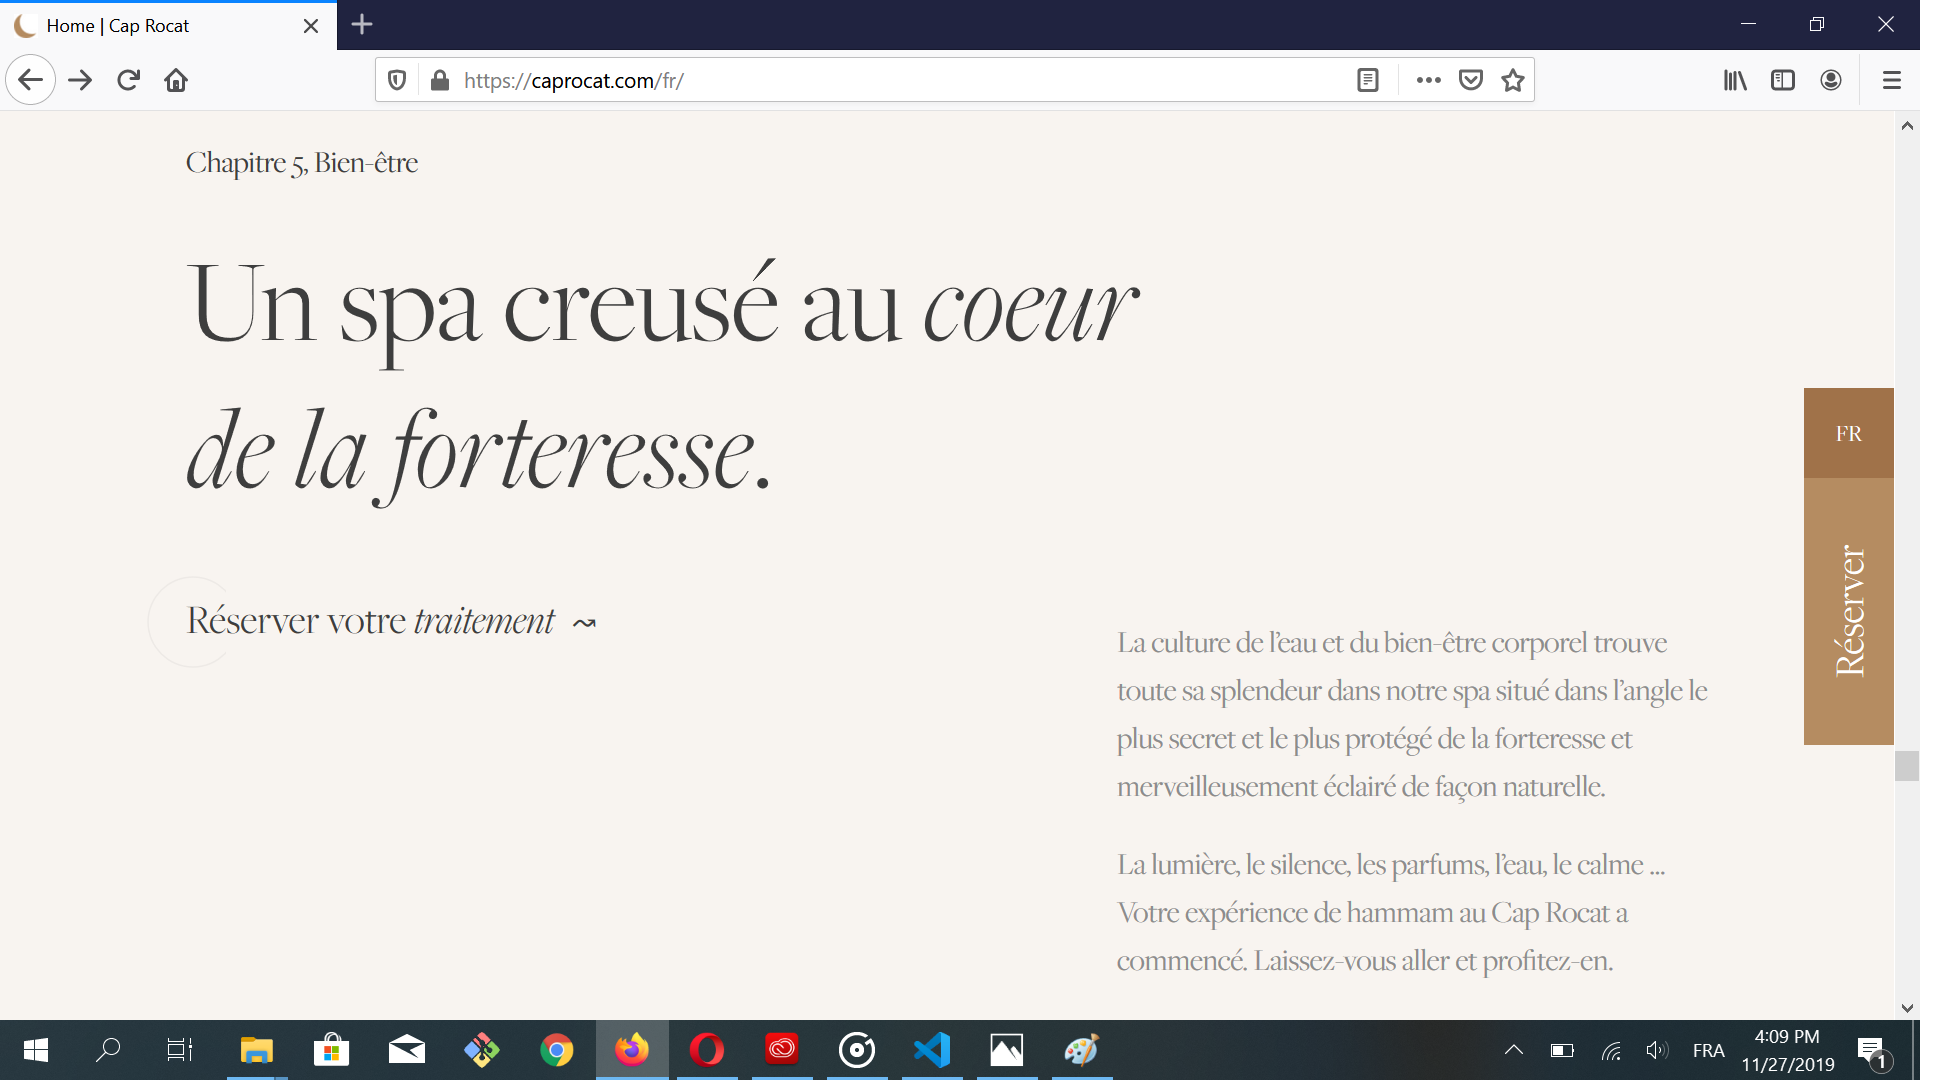 Home | Cap Rocat
https://caprocat.com/fr/
Chapitre 5, Bien-être
Un spa creusé au coeur
de la forteresse.
FR
Réserver
Réserver votre traitement
La culture de l'eau et du bien-être corporel trouve
toute sa splendeur dans notre spa situé dans l'angle le
plus secret et le plus protégé de la forteresse et
merveilleusement éclairé de façon naturelle.
La lumière, le silence, les parfums, l'eau, le calme ...
Votre expérience de hammam au Cap Rocat a
commencé. Laissez-vous aller et profitez-en.
FRA
4:09 PM
11/27/2019
1